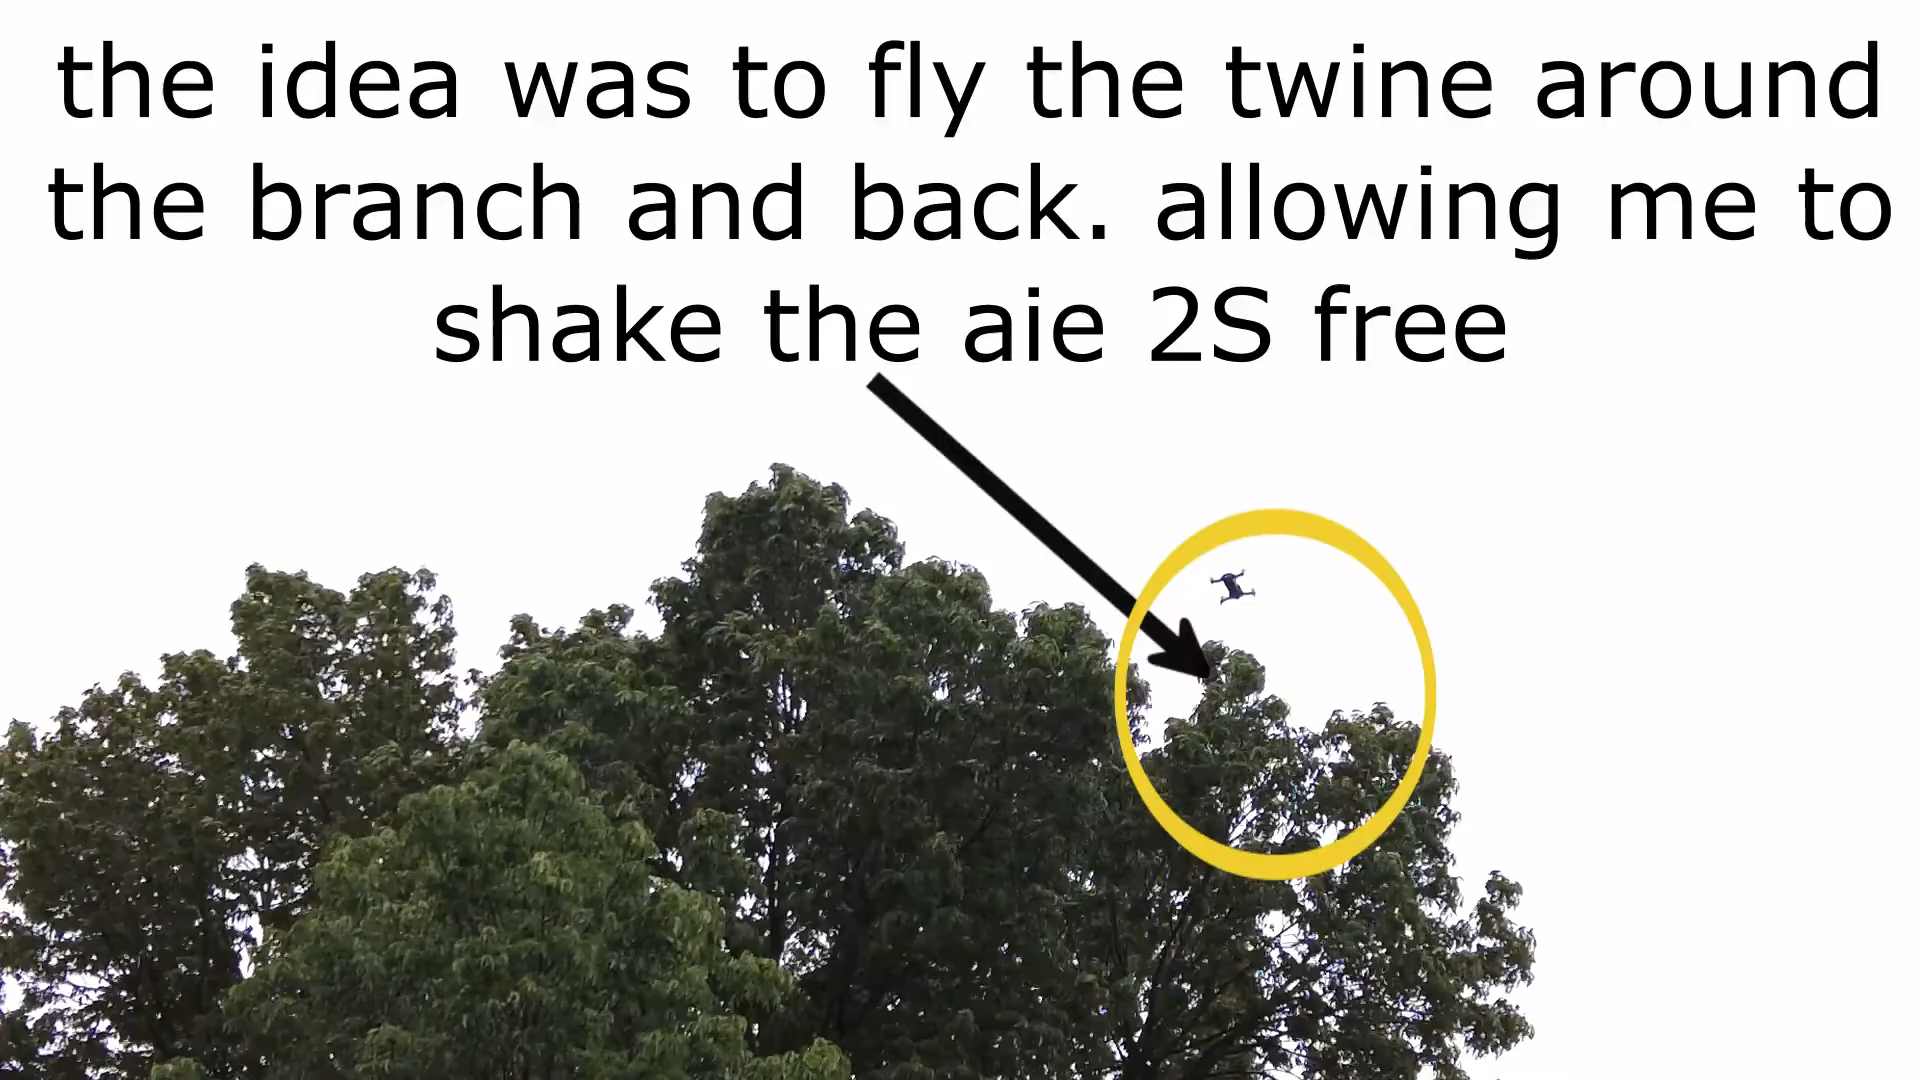 the idea was to fly the twine around
the branch and back. allowing me to
shake the aie 2S free